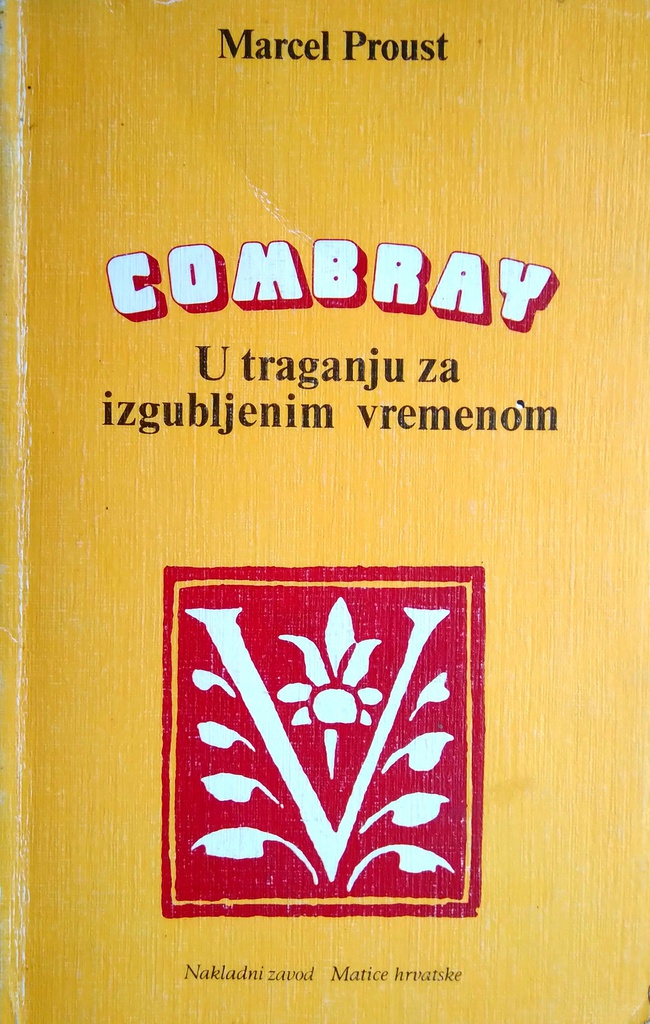 Marcel Proust
COMBRAY
U traganju za
izgubljenim vremenom
V
Nakladni zavod Matice hrvatske